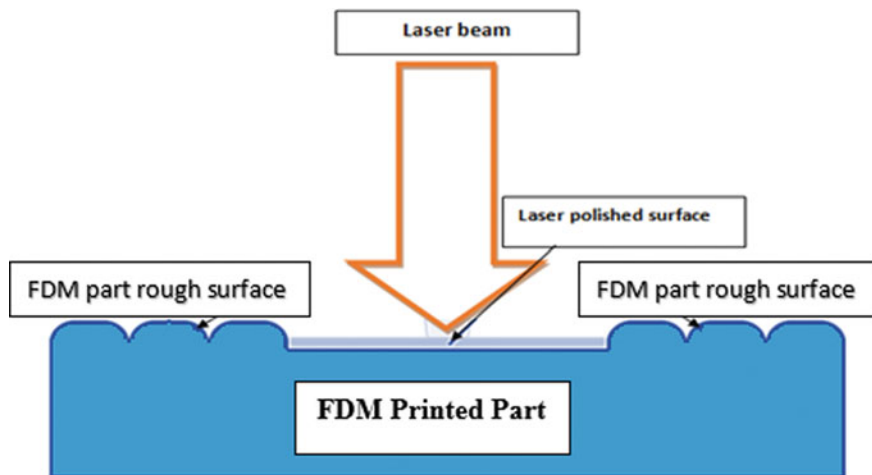 Laser beam
Laser polished surface
FDM part rough surface
FDM part rough surface
FDM Printed Part